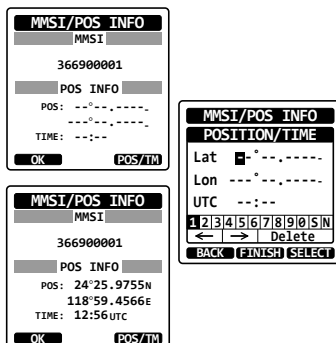 MMSI/POS INFO
MMSI
366900001
POS INFO
POS: --°--.----_
---°--.----_
TIME: --:--
OK POS/TM
MMSI/POS INFO
MMSI
366900001
POS INFO
POS: 24°25.9755N
118°59.4566E
TIME: 12:56 UTC
OK POS/TM
MMSI/POS INFO
POSITION/TIME
Lat --°--.----_
Lon ---°--.----_
UTC --:--
1 2 3 4 5 6 7 8 9 0 S N
← → Delete
BACK FINISH SELECT